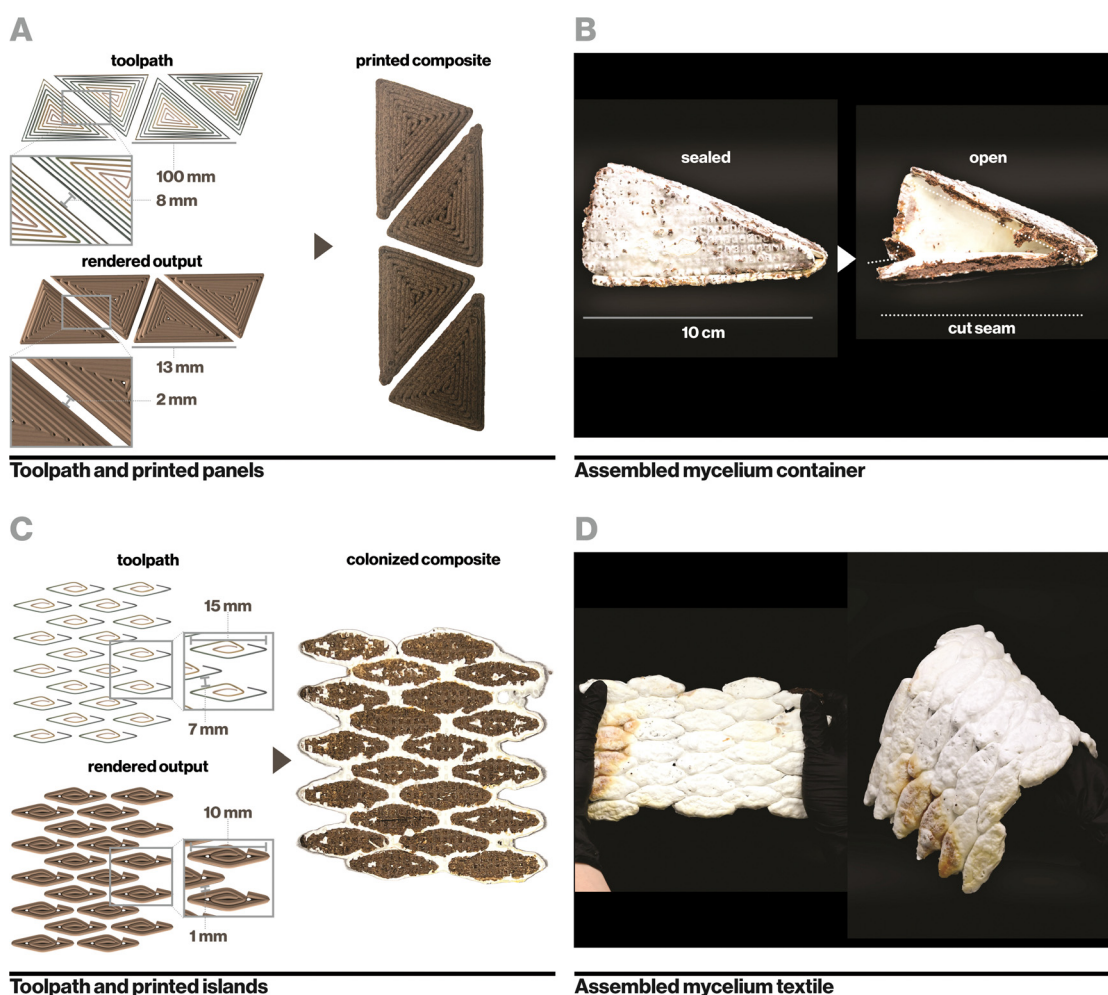 A
toolpath
printed composite
100 mm
8 mm
rendered output
13 mm
2 mm
Toolpath and printed panels
B
sealed
open
10 cm
cut seam
Assembled mycelium container
C
toolpath
colonized composite
15 mm
7 mm
rendered output
10 mm
1 mm
Toolpath and printed islands
D
Assembled mycelium textile